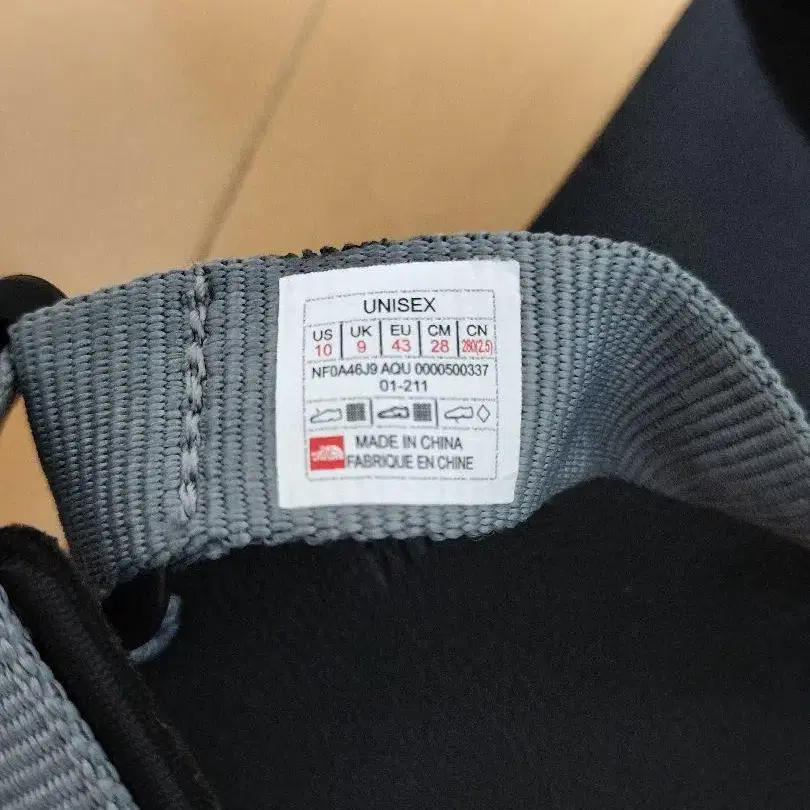 UNISEX
US UK EU CM CN
10 9 43 28 280(2.5)
NF0A46J9 AQU 0000500337
01-211
MADE IN CHINA
FABRIQUE EN CHINE